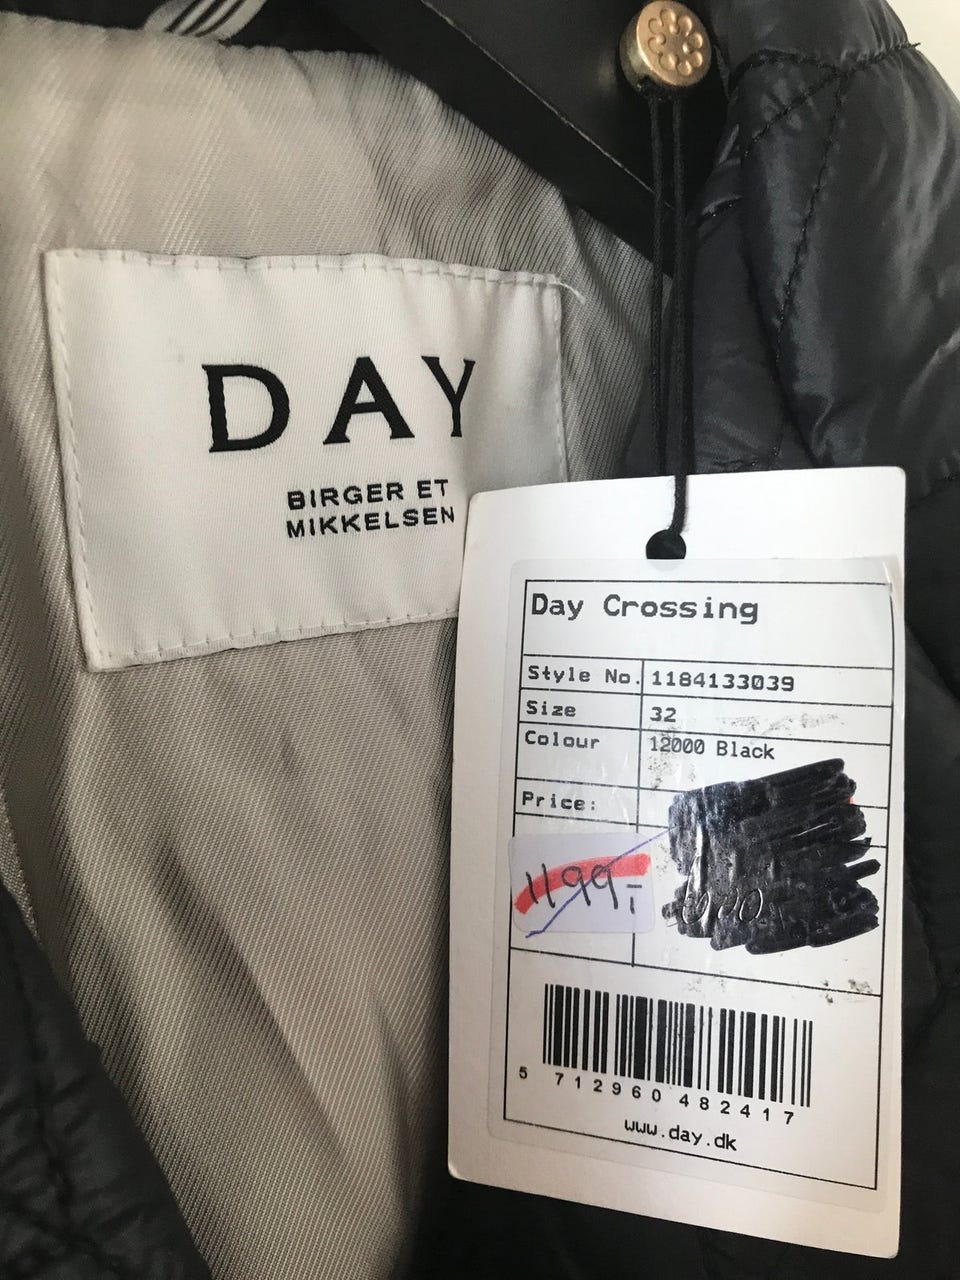 DAY
BIRGER ET
MIKKELSEN
Day Crossing
Style No. 1184133039
Size 32
Colour 12000 Black
Price:
1199,-
5 712960 482417
www.day.dk